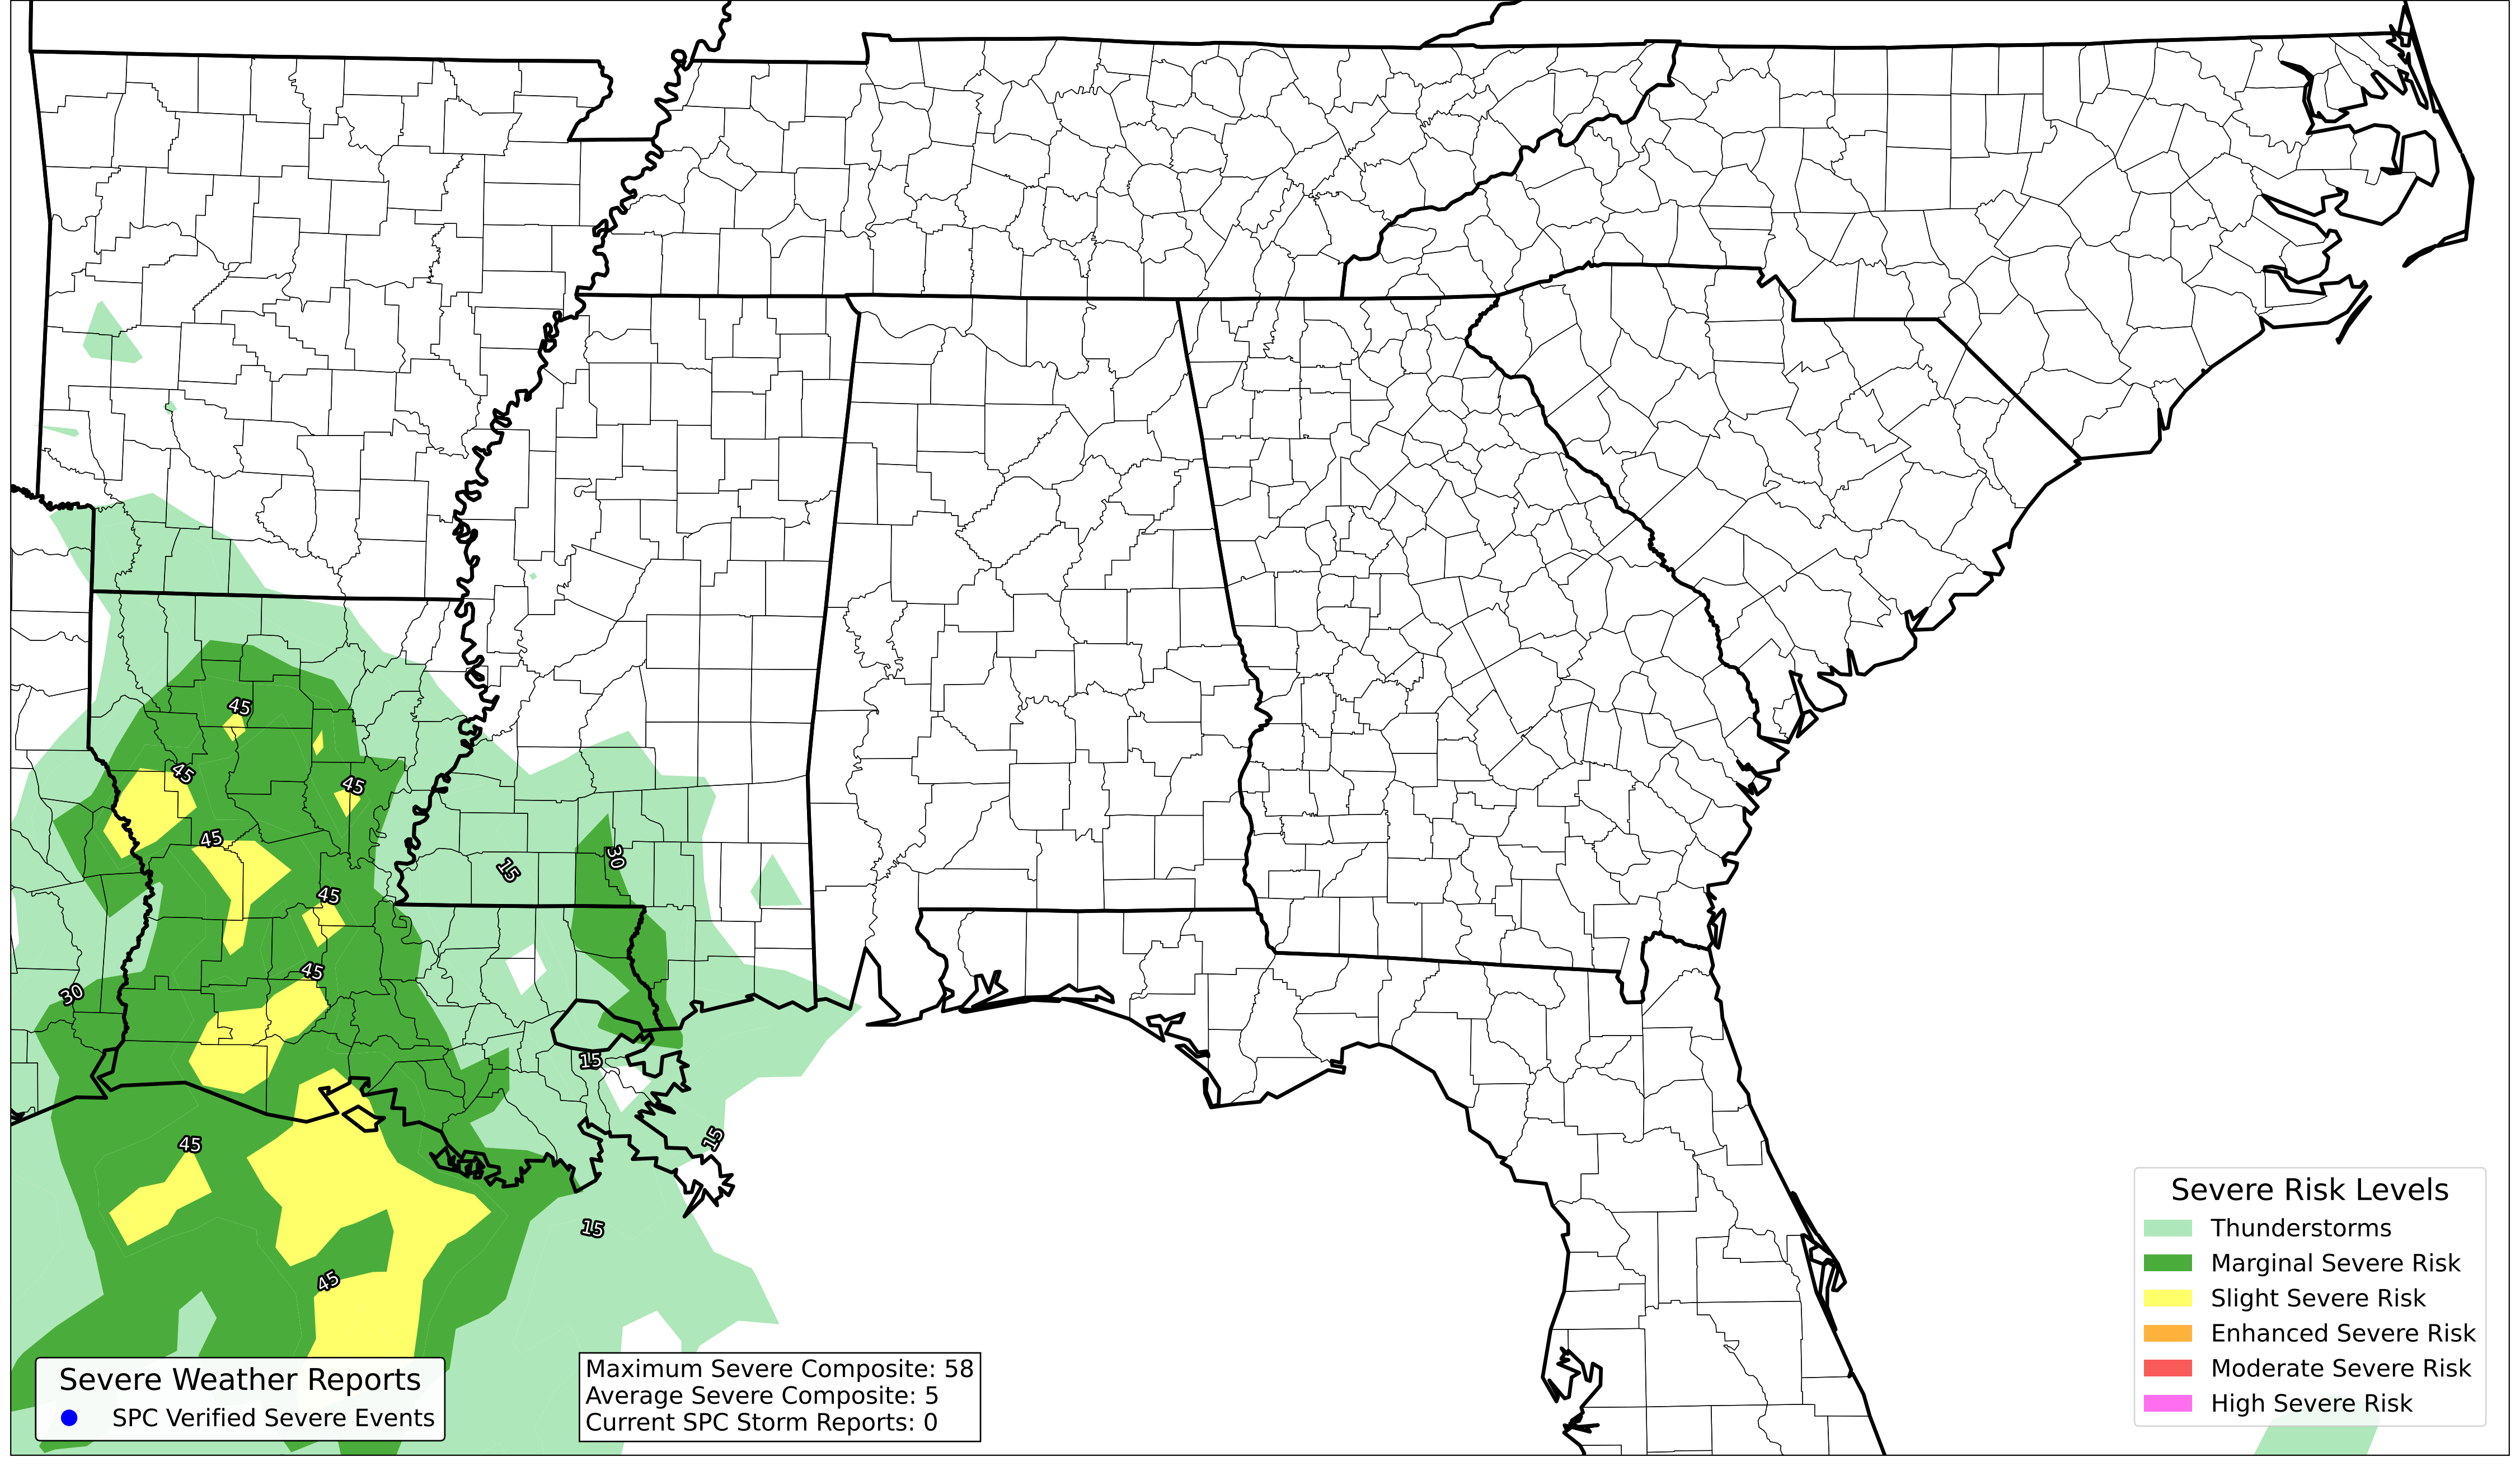 45
45
45
45
15
30
45
45
30
15
15
45
15
45
Severe Risk Levels
Thunderstorms
Marginal Severe Risk
Slight Severe Risk
Enhanced Severe Risk
Moderate Severe Risk
High Severe Risk
Severe Weather Reports
SPC Verified Severe Events
Maximum Severe Composite: 58
Average Severe Composite: 5
Current SPC Storm Reports: 0